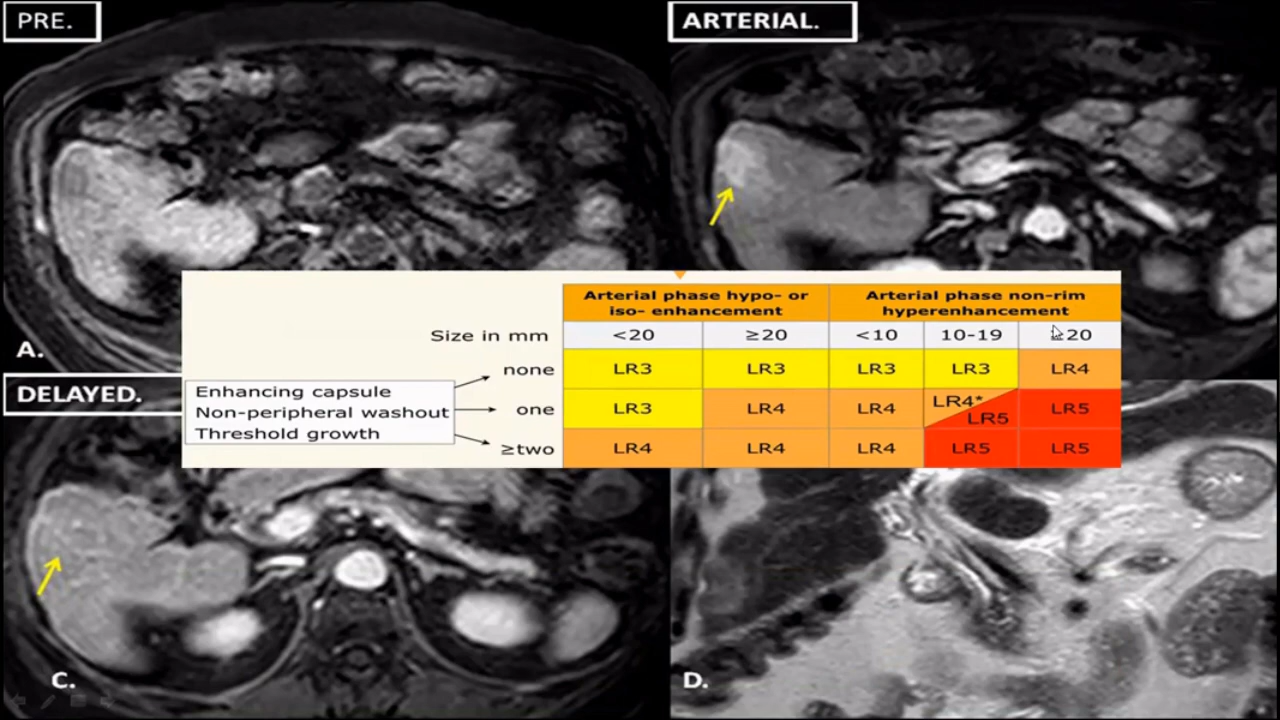 PRE.
ARTERIAL.
A.
Arterial phase hypo- or
iso- enhancement
Arterial phase non-rim
hyperenhancement
Size in mm <20 ≥20 <10 10-19 ≥20
none LR3 LR3 LR3 LR3 LR4
Enhancing capsule
Non-peripheral washout
Threshold growth
one LR3 LR4 LR4 LR4* LR5 LR5
≥two LR4 LR4 LR4 LR5 LR5
DELAYED.
C.
D.